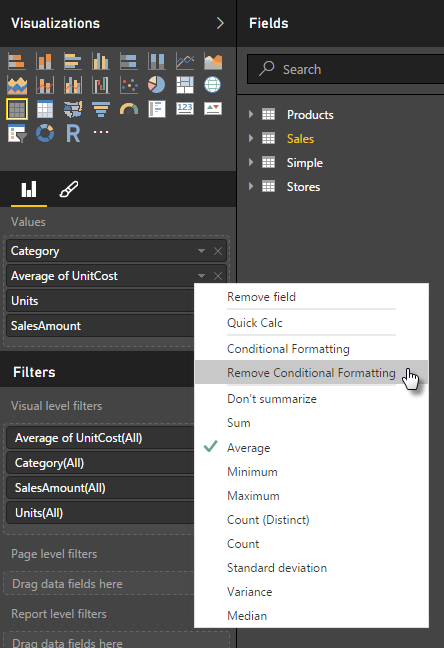 Visualizations
Fields
Search
Products
Sales
Simple
Stores
123
R
Values
Category
Average of UnitCost
Units
SalesAmount
Filters
Visual level filters
Average of UnitCost(All)
Category(All)
SalesAmount(All)
Units(All)
Page level filters
Drag data fields here
Report level filters
Drag data fields here
Remove field
Quick Calc
Conditional Formatting
Remove Conditional Formatting
Don't summarize
Sum
Average
Minimum
Maximum
Count (Distinct)
Count
Standard deviation
Variance
Median